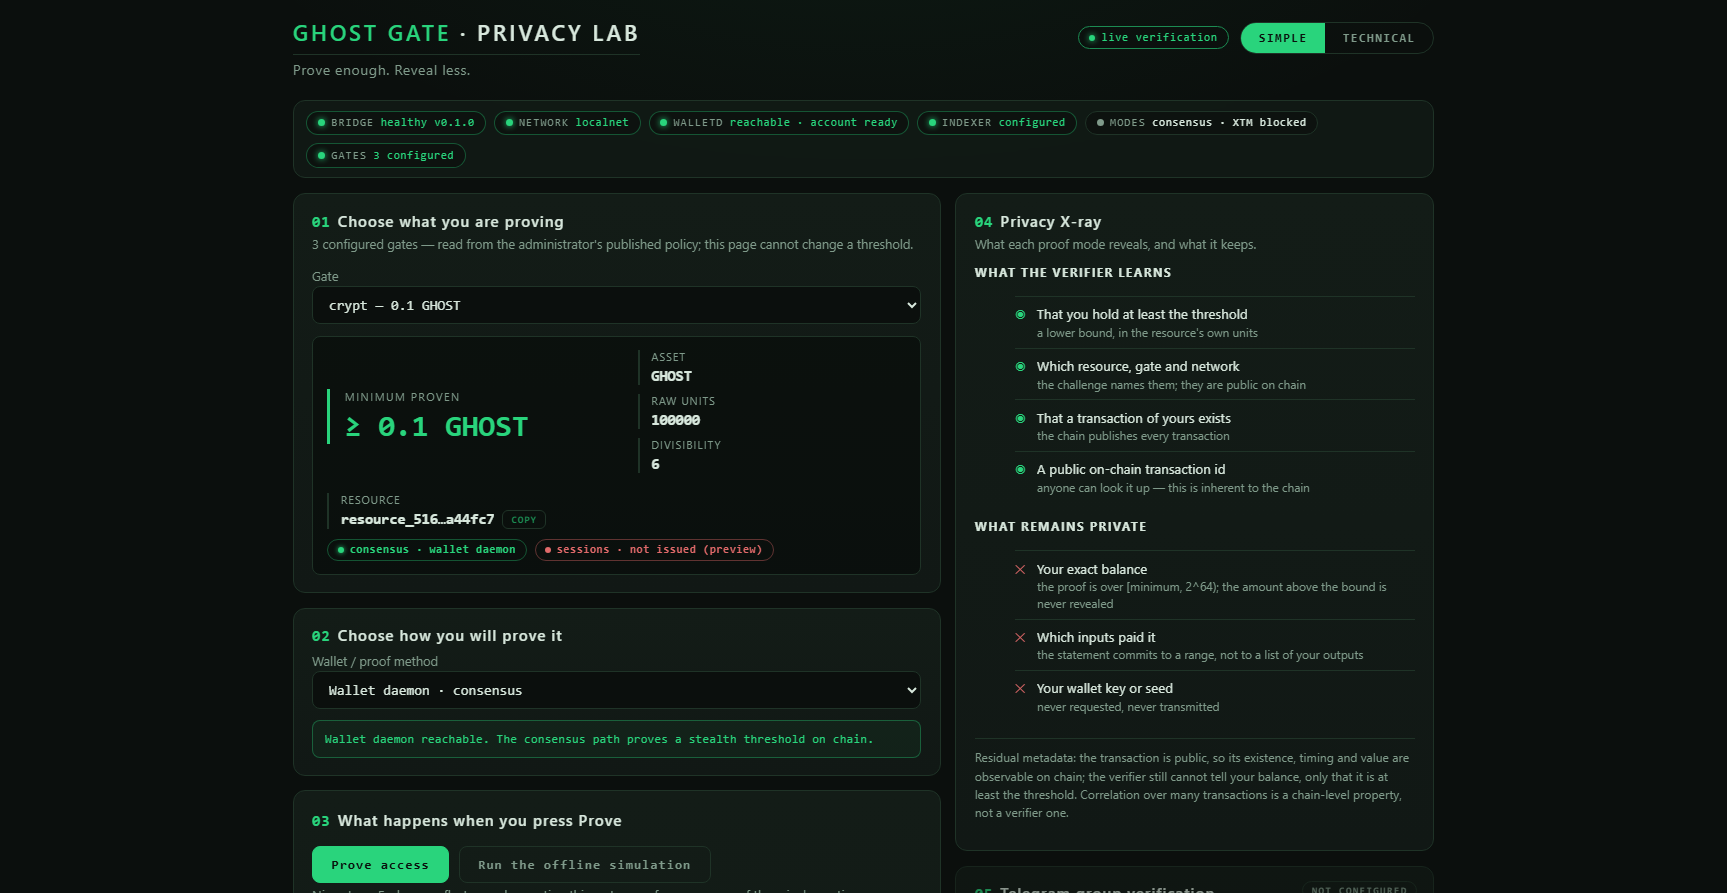 GHOST GATE · PRIVACY LAB
Prove enough. Reveal less.
live verification
SIMPLE
TECHNICAL
BRIDGE healthy v0.1.0
NETWORK localnet
WALLETD reachable · account ready
INDEXER configured
MODES consensus · XTM blocked
GATES 3 configured
01 Choose what you are proving
3 configured gates — read from the administrator's published policy; this page cannot change a threshold.
Gate
crypt — 0.1 GHOST
MINIMUM PROVEN
≥ 0.1 GHOST
ASSET
GHOST
RAW UNITS
100000
DIVISIBILITY
6
RESOURCE
resource_516…a44fc7
COPY
consensus · wallet daemon
sessions · not issued (preview)
02 Choose how you will prove it
Wallet / proof method
Wallet daemon · consensus
Wallet daemon reachable. The consensus path proves a stealth threshold on chain.
03 What happens when you press Prove
Prove access
Run the offline simulation
04 Privacy X-ray
What each proof mode reveals, and what it keeps.
WHAT THE VERIFIER LEARNS
That you hold at least the threshold
a lower bound, in the resource's own units
Which resource, gate and network
the challenge names them; they are public on chain
That a transaction of yours exists
the chain publishes every transaction
A public on-chain transaction id
anyone can look it up — this is inherent to the chain
WHAT REMAINS PRIVATE
Your exact balance
the proof is over [minimum, 2^64); the amount above the bound is
never revealed
Which inputs paid it
the statement commits to a range, not to a list of your outputs
Your wallet key or seed
never requested, never transmitted
Residual metadata: the transaction is public, so its existence, timing and value are
observable on chain; the verifier still cannot tell your balance, only that it is at
least the threshold. Correlation over many transactions is a chain-level property,
not a verifier one.
05 Telegram group verification
NOT CONFIGURED